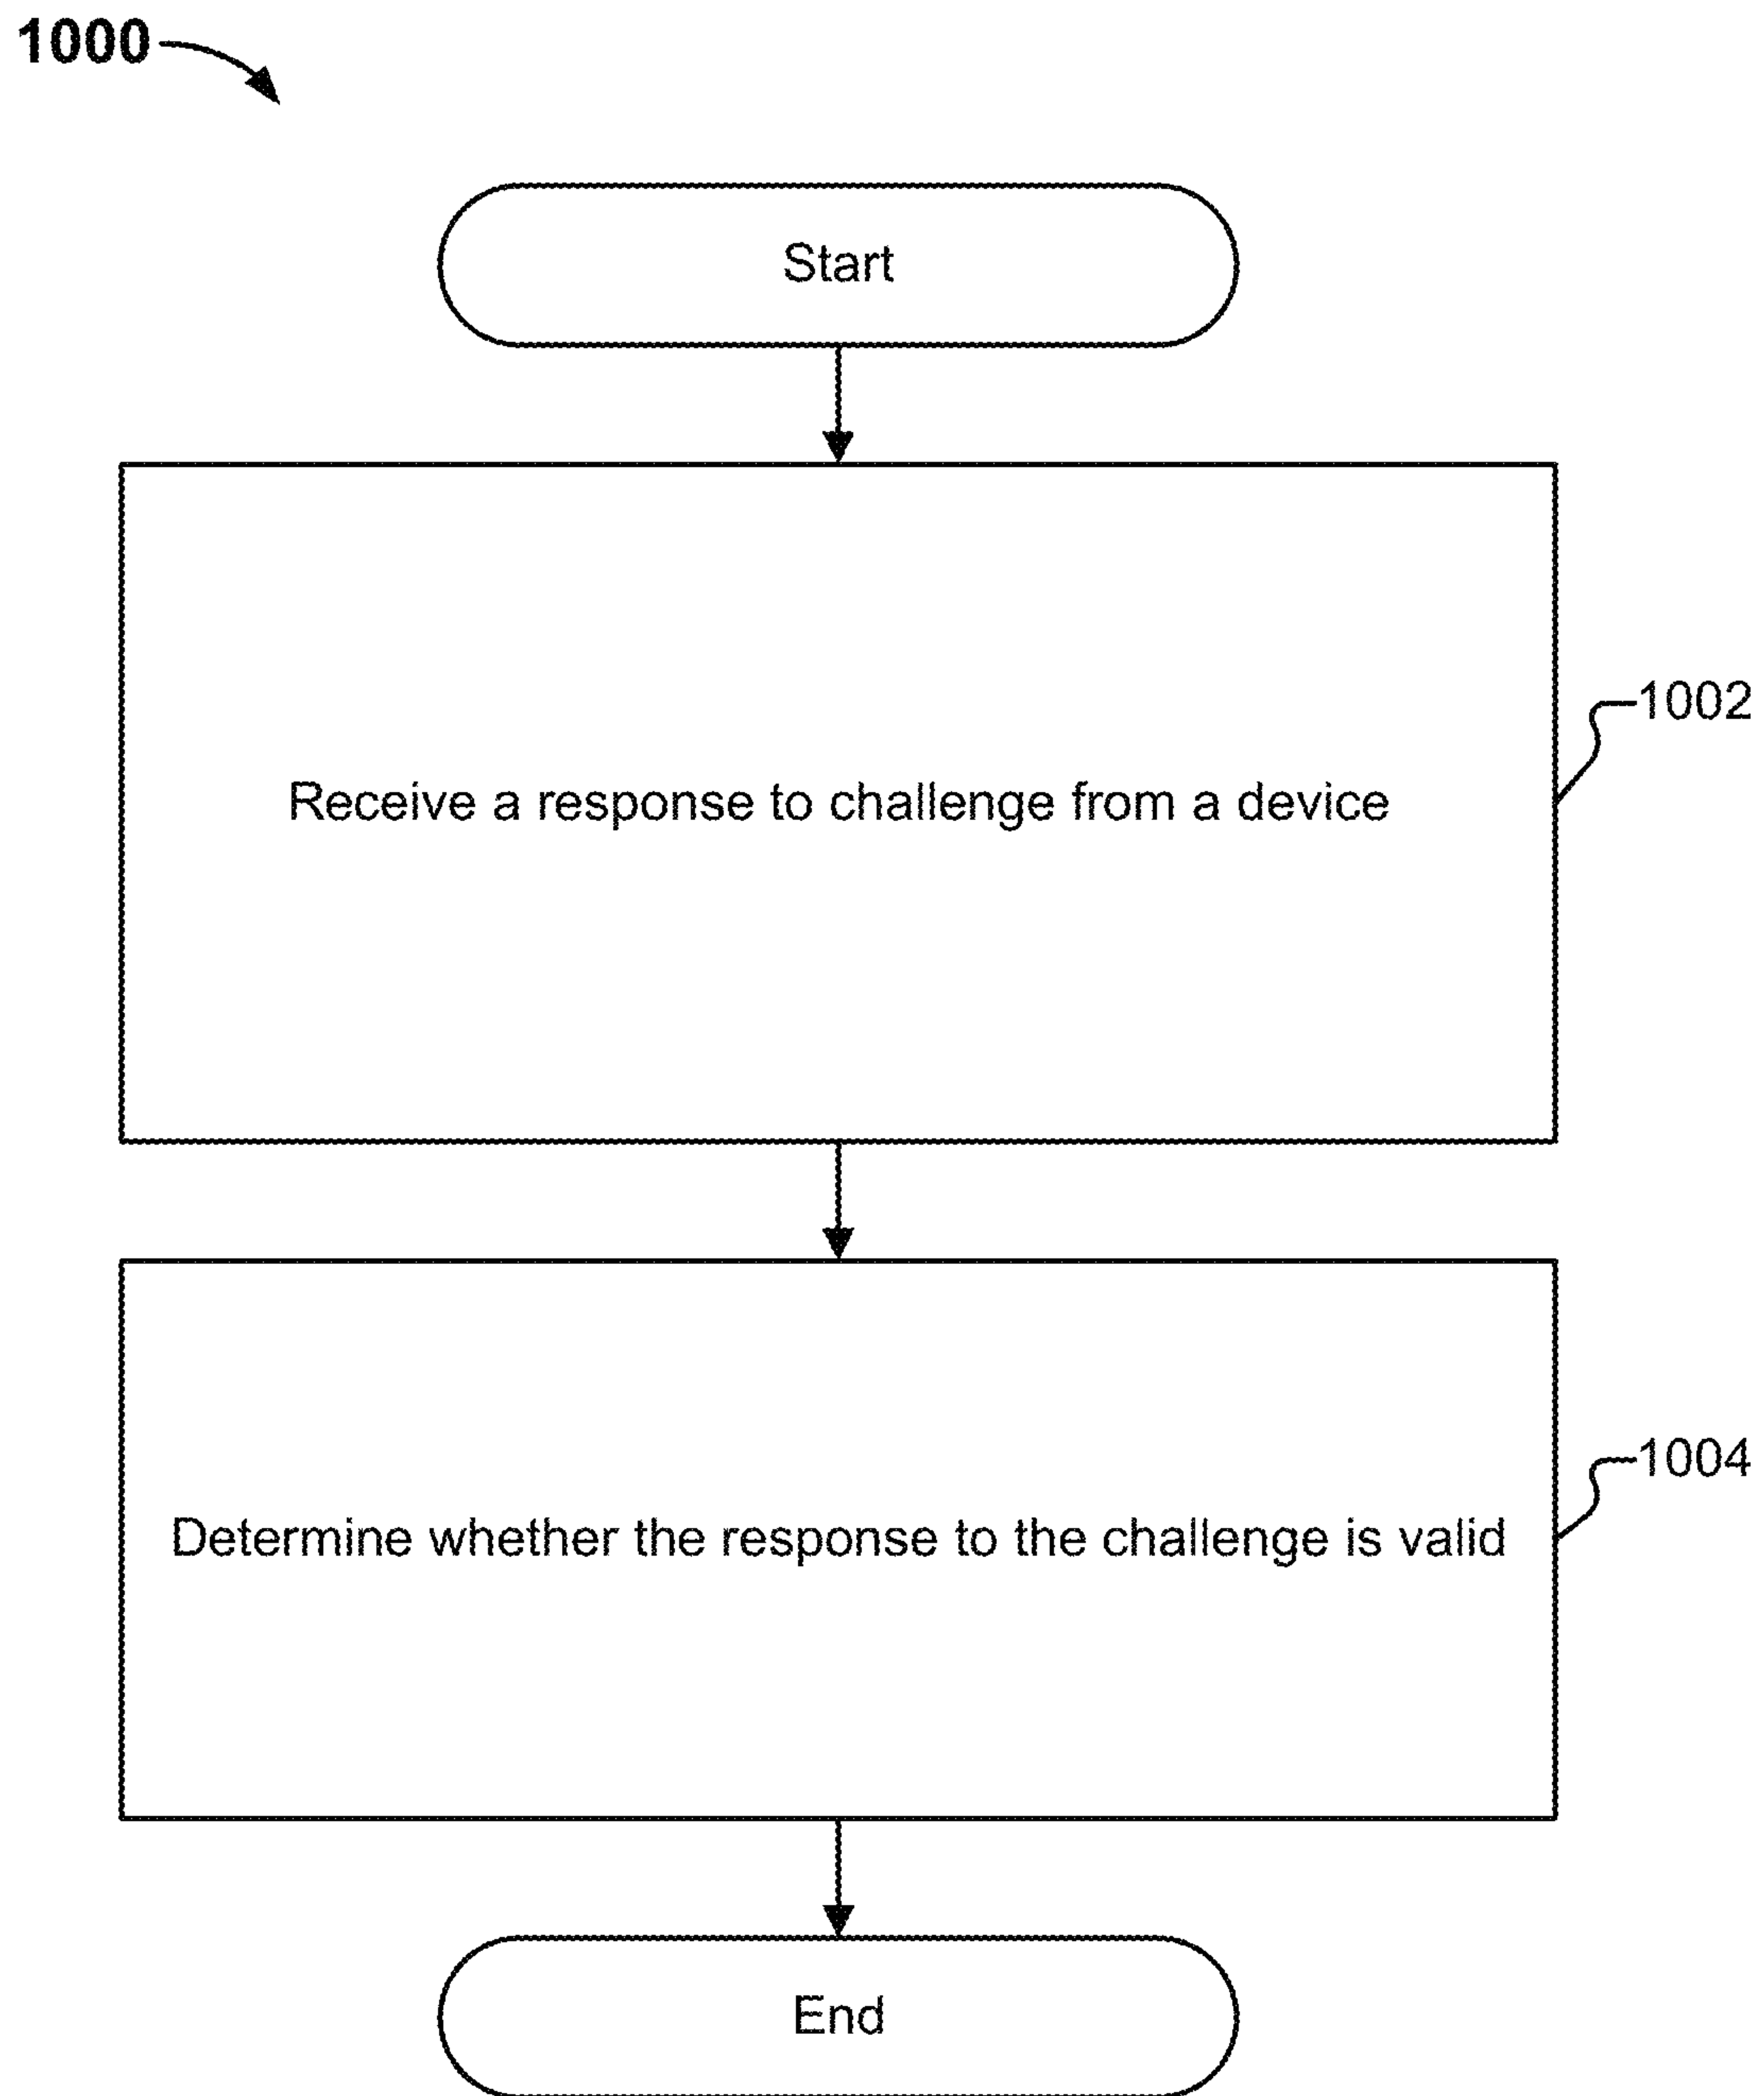 1000
Start
Receive a response to challenge from a device
1002
Determine whether the response to the challenge is valid
1004
End